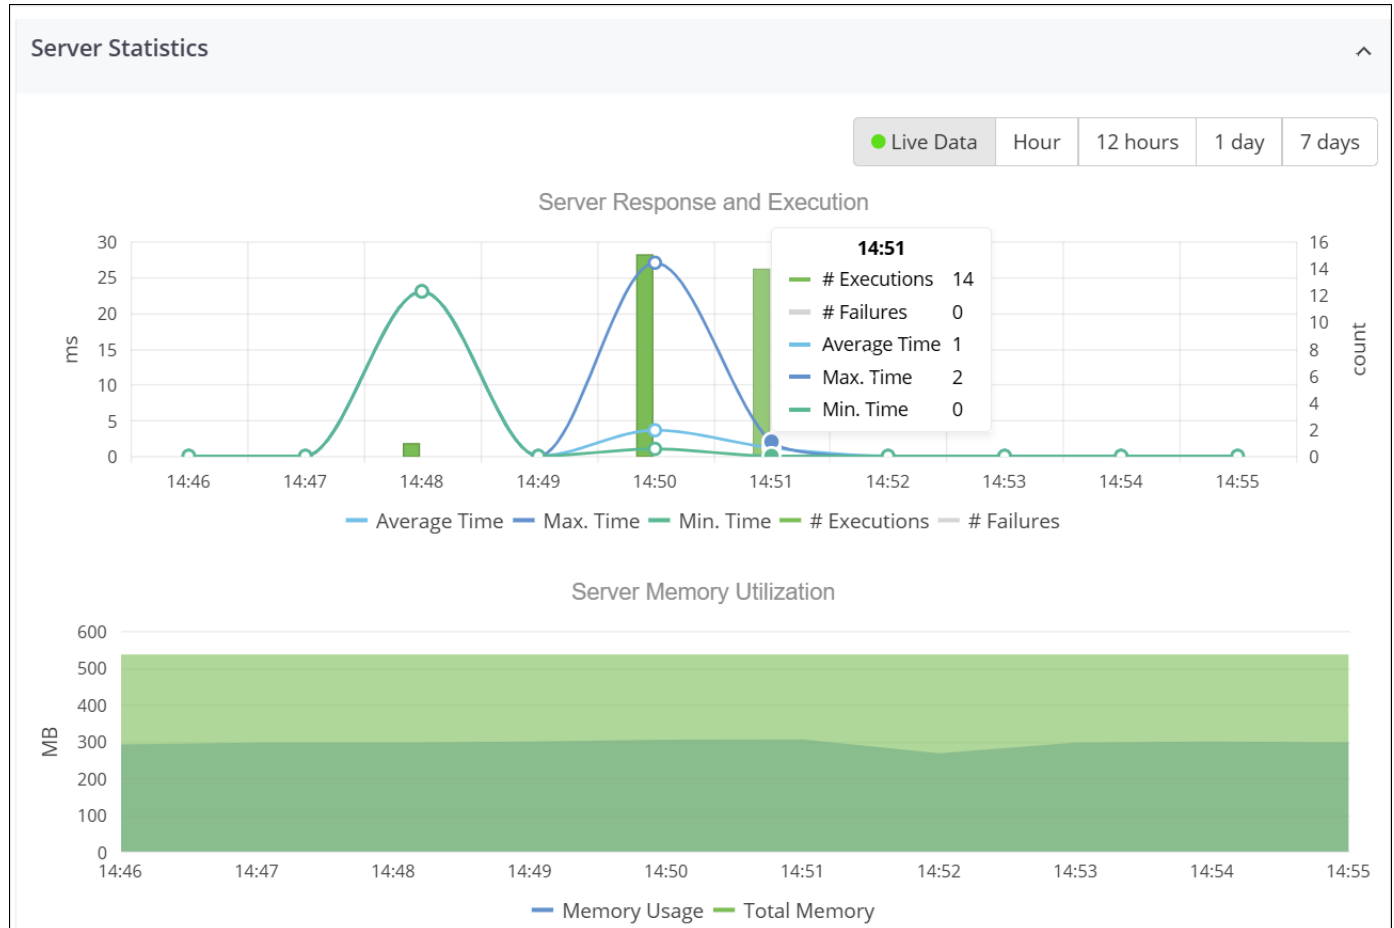 Server Statistics
Live Data Hour 12 hours 1 day 7 days
Server Response and Execution
30
25
20
15
10
5
0
ms
16
14
12
10
8
6
4
2
0
count
14:51
# Executions 14
# Failures 0
Average Time 1
Max. Time 2
Min. Time 0
14:46 14:47 14:48 14:49 14:50 14:51 14:52 14:53 14:54 14:55
Average Time Max. Time Min. Time # Executions # Failures
Server Memory Utilization
600
500
400
300
200
100
0
MB
14:46 14:47 14:48 14:49 14:50 14:51 14:52 14:53 14:54 14:55
Memory Usage Total Memory